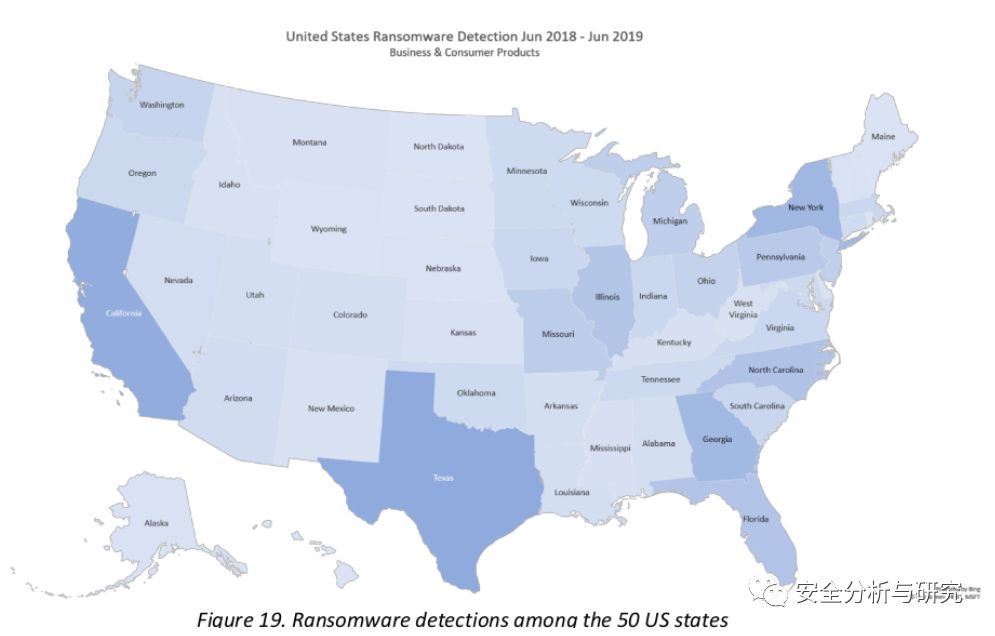 United States Ransomware Detection Jun 2018 - Jun 2019
Business & Consumer Products
Washington
Montana
North Dakota
Maine
Oregon
Idaho
Minnesota
South Dakota
Wisconsin
Michigan
New York
Wyoming
Iowa
Pennsylvania
Nebraska
Nevada
Utah
Illinois
Indiana
Ohio
West
Virginia
California
Colorado
Kansas
Missouri
Kentucky
Virginia
North Carolina
Tennessee
Arizona
New Mexico
Oklahoma
Arkansas
South Carolina
Mississippi
Alabama
Georgia
Texas
Louisiana
Florida
Alaska
安全分析与研究
by Bing
MSFT
Figure 19. Ransomware detections among the 50 US states